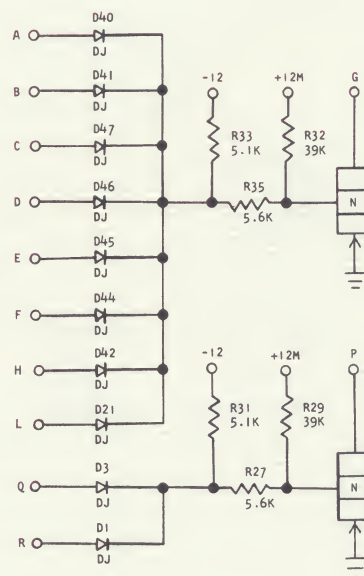 D40
A
DJ
D41
B
DJ
-12
+12M
G
D47
C
DJ
R33
5.1K
R32
39K
D46
R35
D
DJ
5.6K
N
D45
E
DJ
D44
F
DJ
D42
H
DJ
-12
+12M
P
D21
L
DJ
R31
5.1K
R29
39K
D3
R27
Q
DJ
5.6K
N
D1
R
DJ